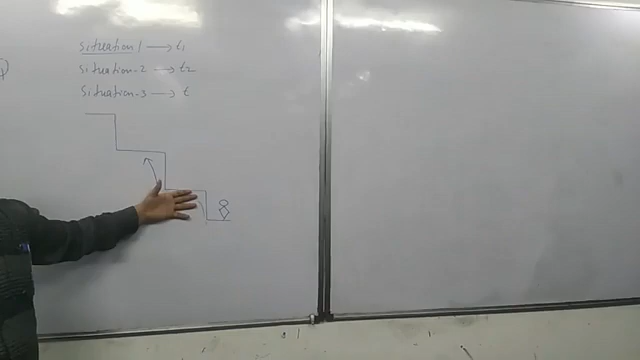 situation 1 → t₁
situation-2 → t₂
situation-3 → t